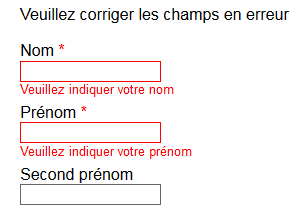 Veuillez corriger les champs en erreur
Nom *
Veuillez indiquer votre nom
Prénom *
Veuillez indiquer votre prénom
Second prénom